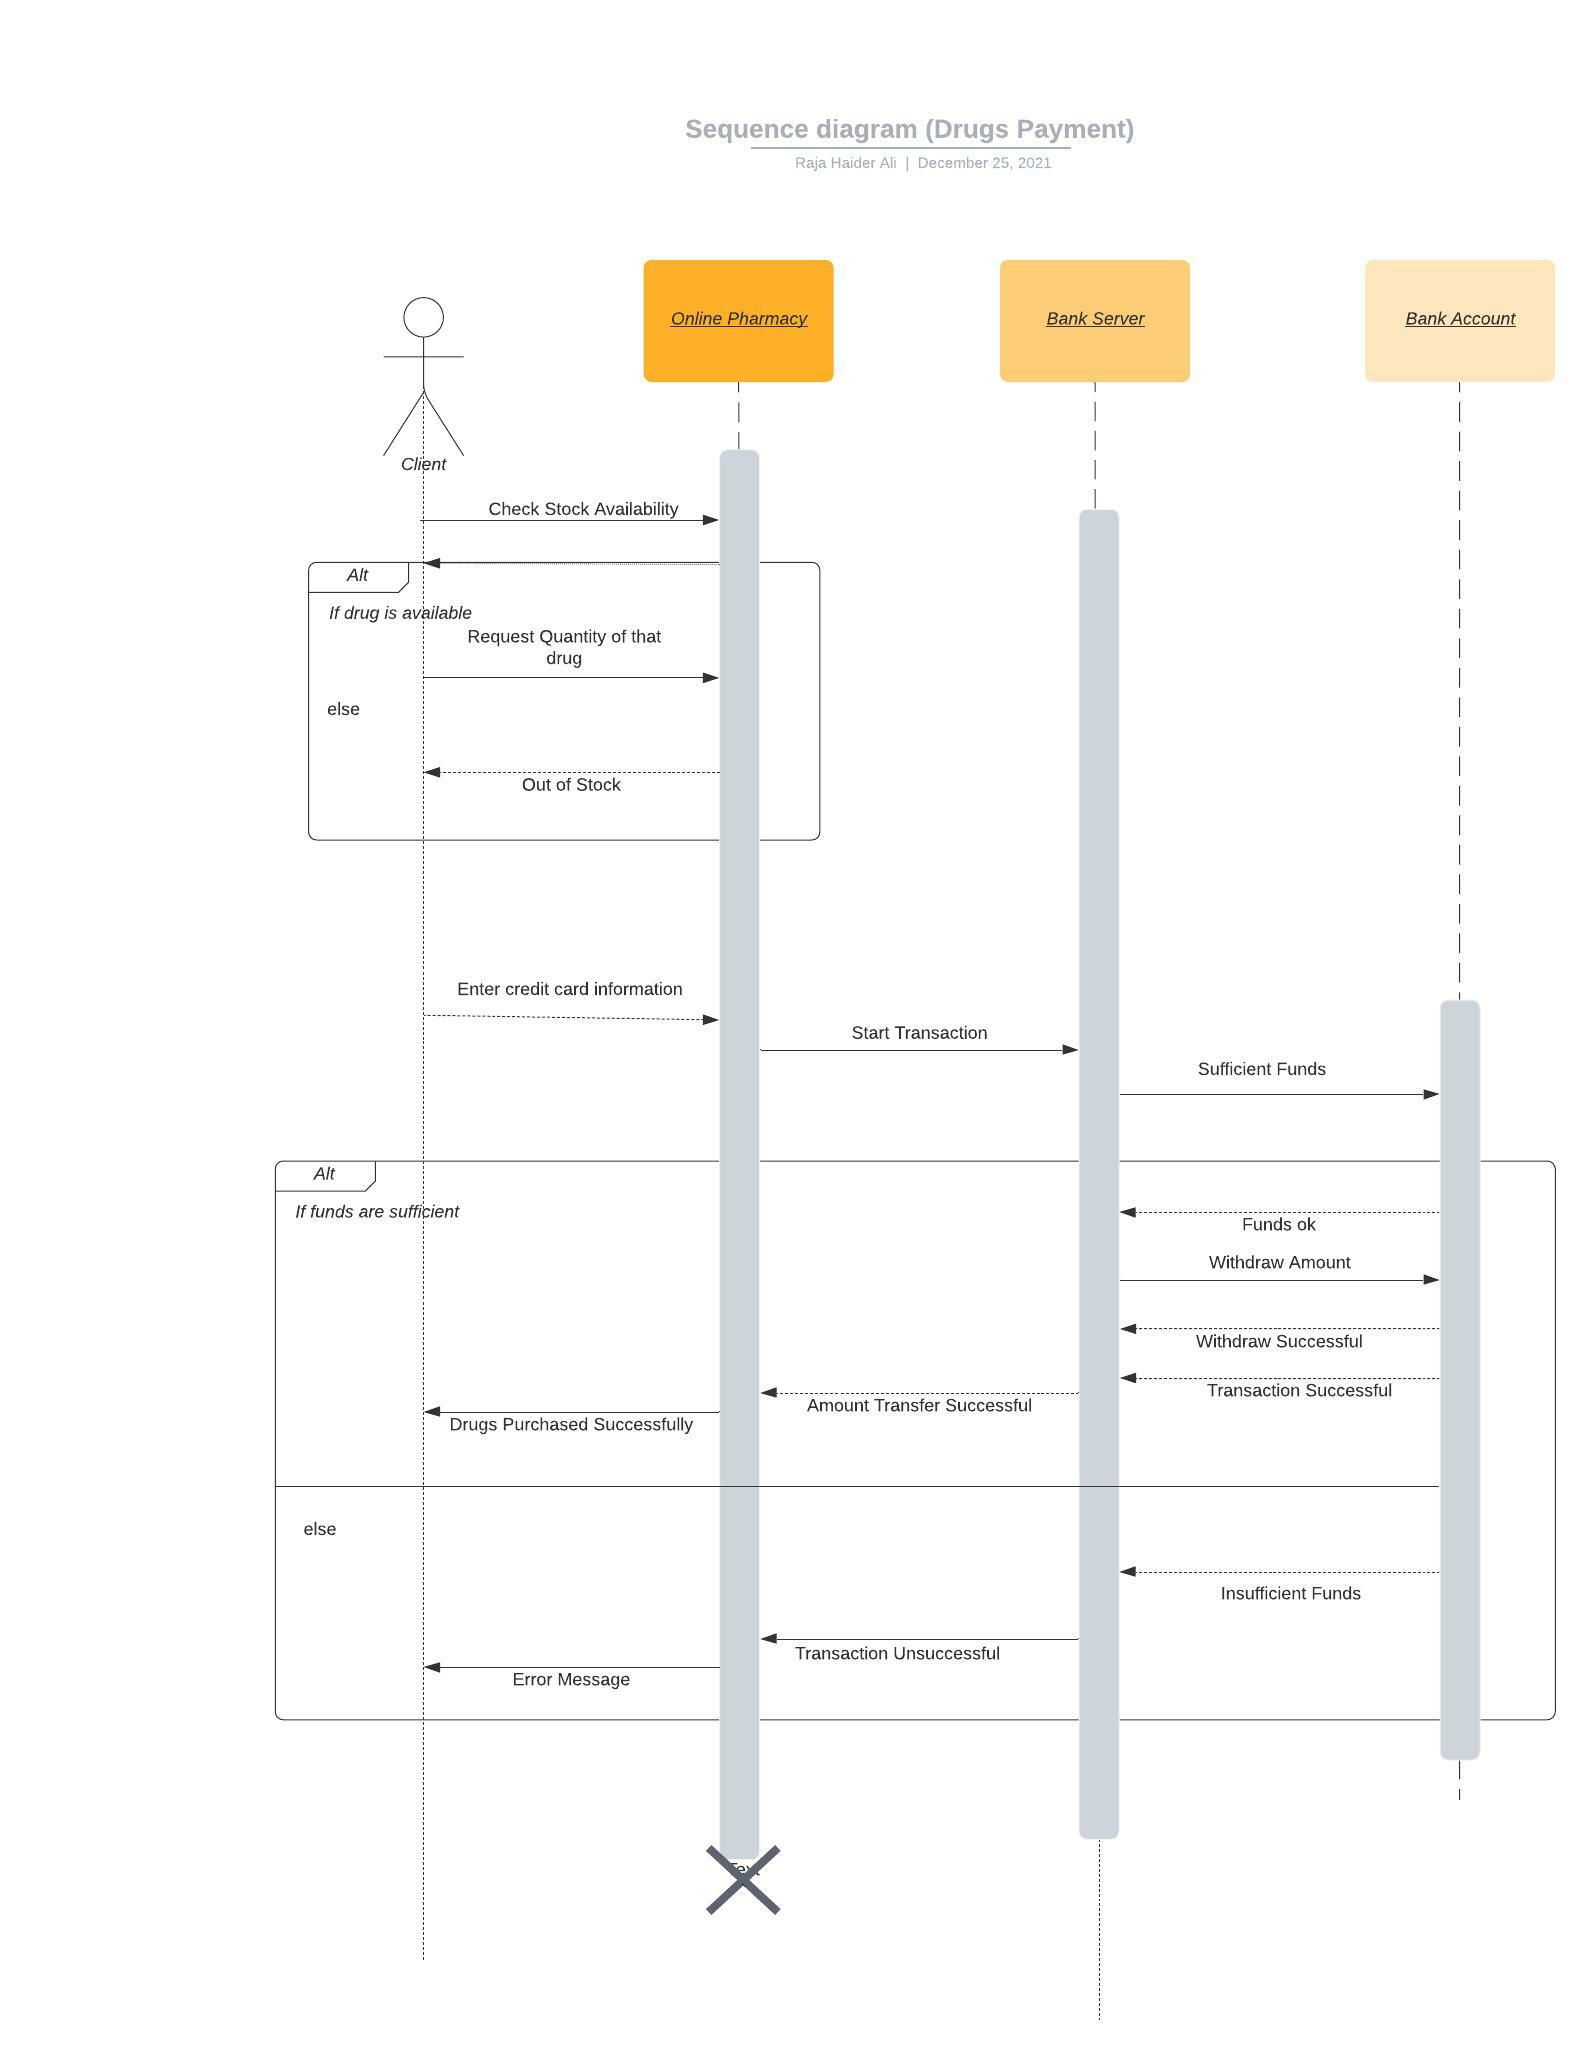 Sequence diagram (Drugs Payment)
Raja Haider Ali | December 25, 2021
Online Pharmacy
Bank Server
Bank Account
Client
Check Stock Availability
Alt
If drug is available
Request Quantity of that
drug
else
Out of Stock
Enter credit card information
Start Transaction
Sufficient Funds
Alt
If funds are sufficient
Funds ok
Withdraw Amount
Withdraw Successful
Transaction Successful
Amount Transfer Successful
Drugs Purchased Successfully
else
Insufficient Funds
Transaction Unsuccessful
Error Message
Text